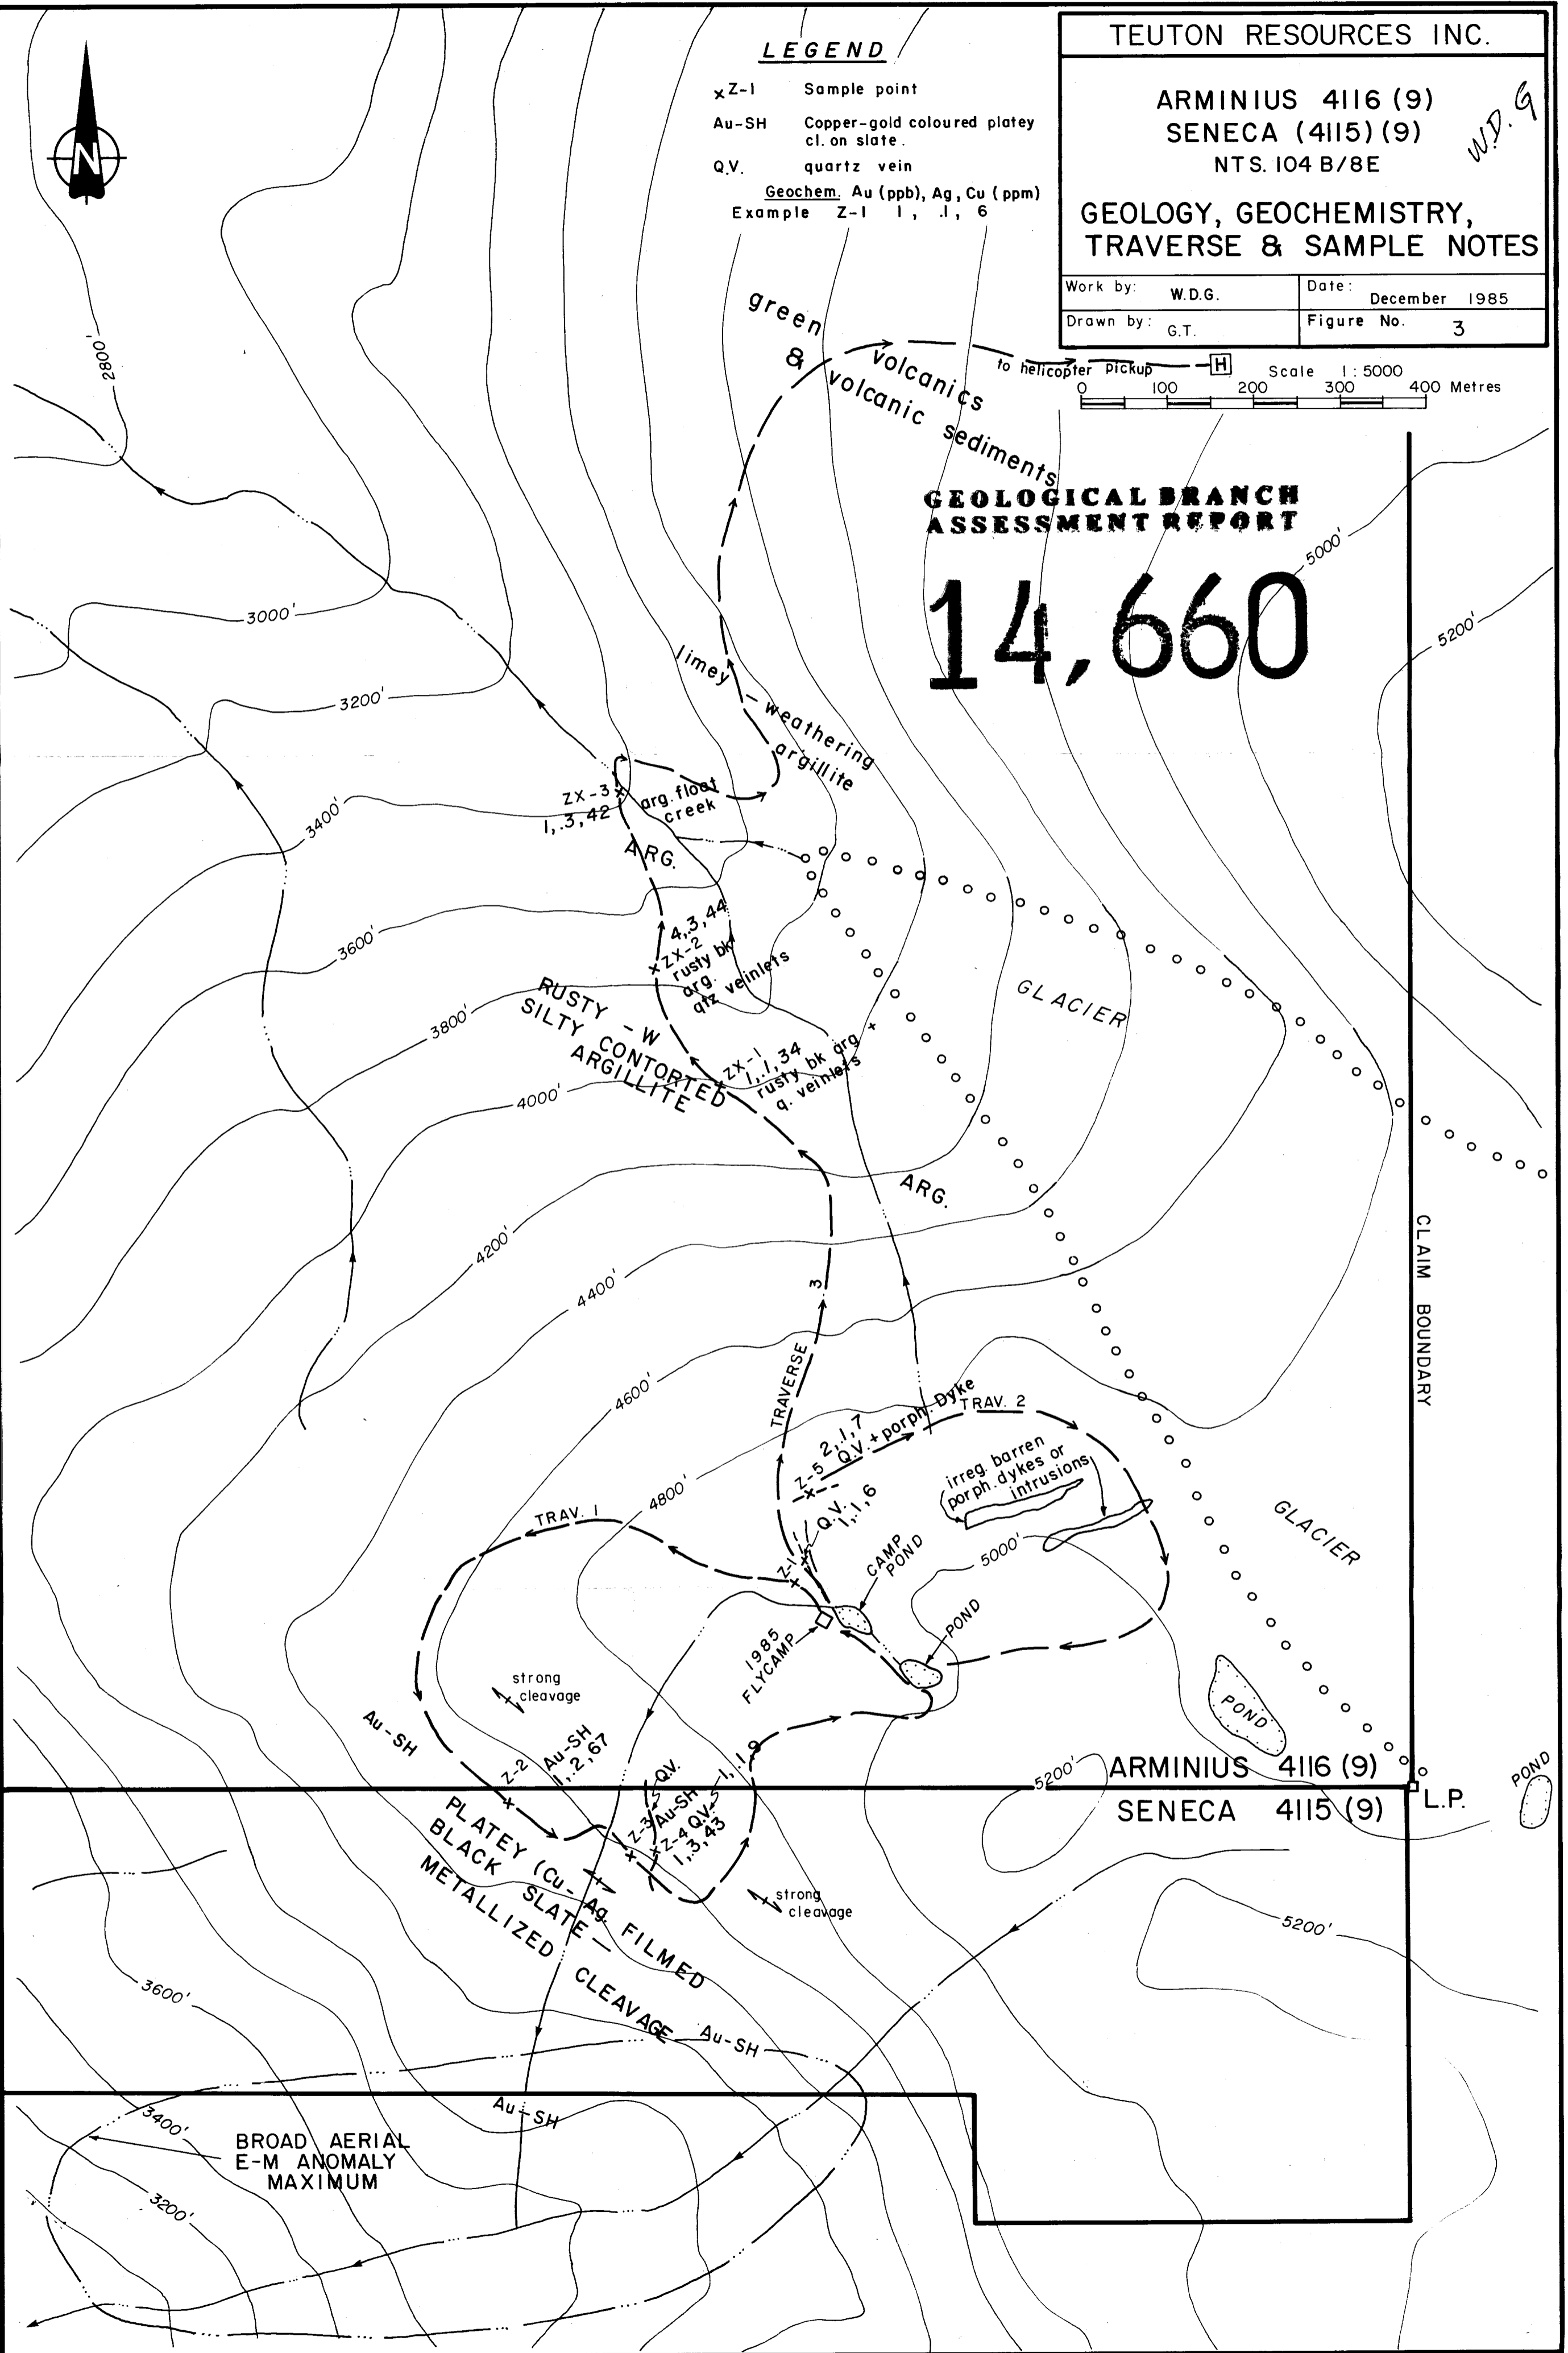 TEUTON RESOURCES INC.
ARMINIUS 4116 (9)
SENECA (4115) (9)
NTS. 104 B/8E
W.D. G
GEOLOGY, GEOCHEMISTRY,
TRAVERSE & SAMPLE NOTES
Work by: W.D.G.
Date: December 1985
Drawn by: G.T.
Figure No. 3
LEGEND
x Z-1 Sample point
Au-SH Copper-gold coloured platey
cl. on slate.
Q.V. quartz vein
Geochem. Au (ppb), Ag, Cu (ppm)
Example Z-1 1, .1, 6
N
Scale 1:5000
0 100 200 300 400 Metres
to helicopter pickup
H
green
volcanics
& volcanic sediments
GEOLOGICAL BRANCH
ASSESSMENT REPORT
14,660
2800'
3000'
3200'
3400'
3600'
3800'
4000'
4200'
4400'
4600'
4800'
5000'
5000'
5200'
limey - weathering
argillite
ZX-3
1, .3, 42
arg. float
creek
ARG.
4, .3, 44
ZX-2
rusty bk
arg.
qtz veinlets
RUSTY - W
SILTY CONTORTED
ARGILLITE
ZX-1
1, .1, 34
rusty bk arg
q. veinlets
GLACIER
ARG.
CLAIM BOUNDARY
TRAVERSE 3
2, .1, 7
Z-5 Q.V. + porph. Dyke
TRAV. 2
irreg. barren
porph. dykes or
intrusions
Q.V.
1, .1, 6
Z-1
TRAV. 1
CAMP
POND
POND
1985
FLYCAMP
GLACIER
POND
strong
cleavage
Au-SH
Z-2
Au-SH
1, .2, 67
Q.V.
Z-3 Au-SH
Z-4 Q.V. 1, .1, 9
1, .3, 43
5200'
ARMINIUS 4116 (9)
SENECA 4115 (9)
L.P.
POND
PLATEY (Cu - Ag. FILMED
BLACK SLATE —
METALLIZED CLEAVAGE
strong
cleavage
5200'
3600'
Au-SH
Au-SH
3400'
BROAD AERIAL
E-M ANOMALY
MAXIMUM
3200'